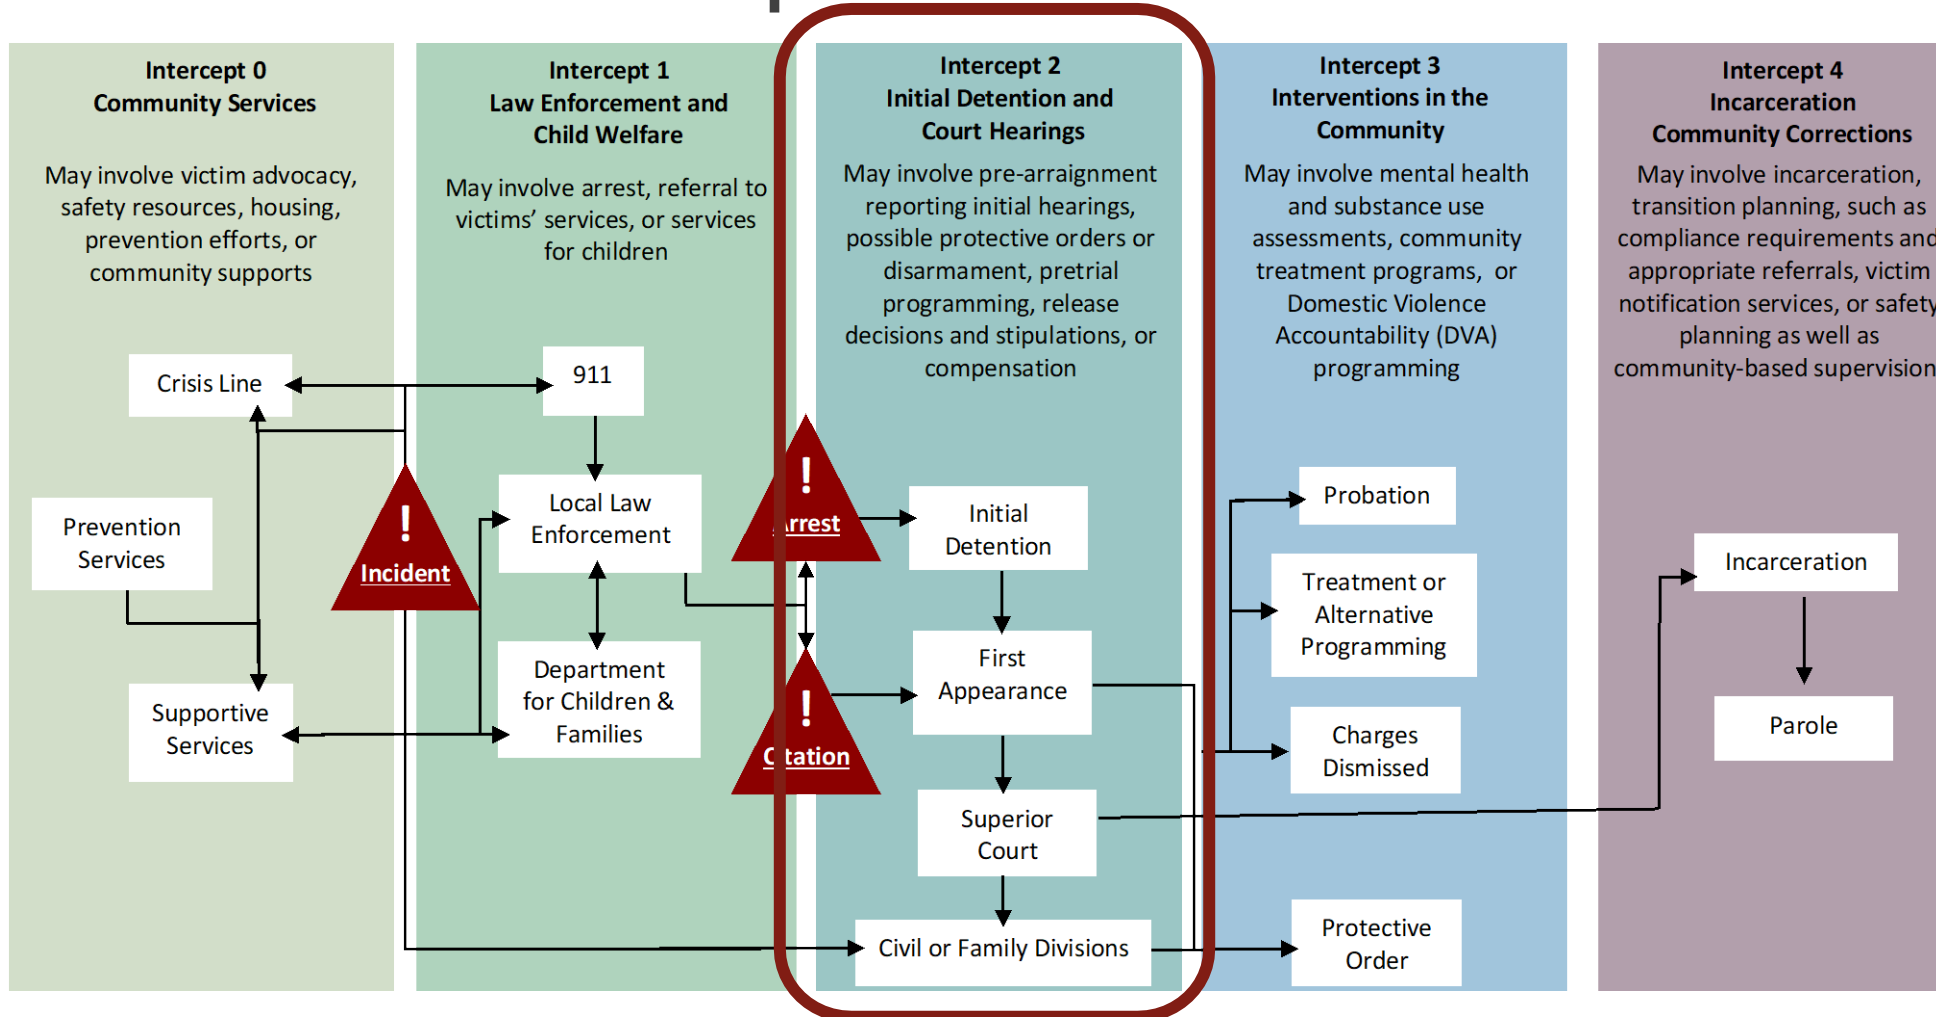 Intercept 0
Community Services
May involve victim advocacy,
safety resources, housing,
prevention efforts, or
community supports
Crisis Line
Prevention
Services
Supportive
Services
!
Incident
Intercept 1
Law Enforcement and
Child Welfare
May involve arrest, referral to
victims’ services, or services
for children
911
Local Law
Enforcement
Department
for Children &
Families
!
Arrest
!
Citation
Intercept 2
Initial Detention and
Court Hearings
May involve pre-arraignment
reporting initial hearings,
possible protective orders or
disarmament, pretrial
programming, release
decisions and stipulations, or
compensation
Initial
Detention
First
Appearance
Superior
Court
Civil or Family Divisions
Intercept 3
Interventions in the
Community
May involve mental health
and substance use
assessments, community
treatment programs, or
Domestic Violence
Accountability (DVA)
programming
Probation
Treatment or
Alternative
Programming
Charges
Dismissed
Protective
Order
Intercept 4
Incarceration
Community Corrections
May involve incarceration,
transition planning, such as
compliance requirements and
appropriate referrals, victim
notification services, or safety
planning as well as
community-based supervision
Incarceration
Parole